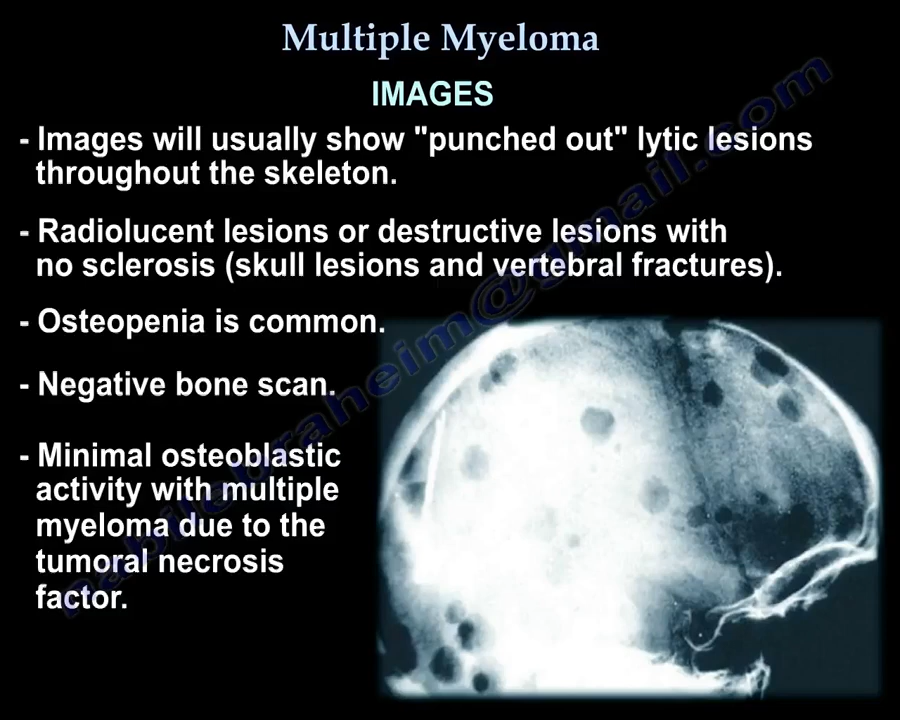 Multiple Myeloma
IMAGES
- Images will usually show "punched out" lytic lesions
throughout the skeleton.
- Radiolucent lesions or destructive lesions with
no sclerosis (skull lesions and vertebral fractures).
- Osteopenia is common.
- Negative bone scan.
- Minimal osteoblastic
activity with multiple
myeloma due to the
tumoral necrosis
factor.